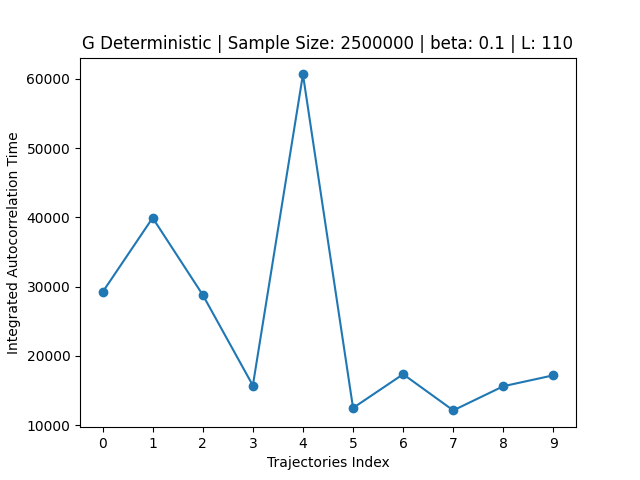 G Deterministic | Sample Size: 2500000 | beta: 0.1 | L: 110
Integrated Autocorrelation Time
60000
50000
40000
30000
20000
10000
0 1 2 3 4 5 6 7 8 9
Trajectories Index